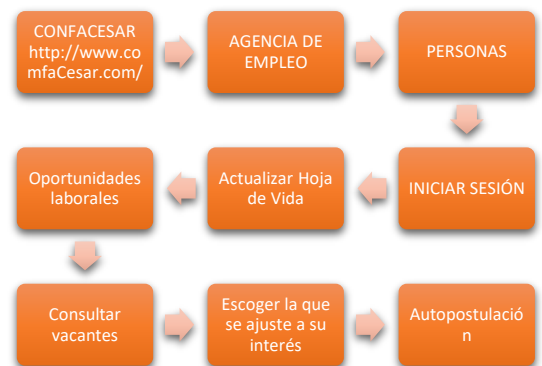 CONFACESAR
http://www.co
mfaCesar.com/
AGENCIA DE
EMPLEO
PERSONAS
INICIAR SESIÓN
Actualizar Hoja
de Vida
Oportunidades
laborales
Consultar
vacantes
Escoger la que
se ajuste a su
interés
Autopostulació
n